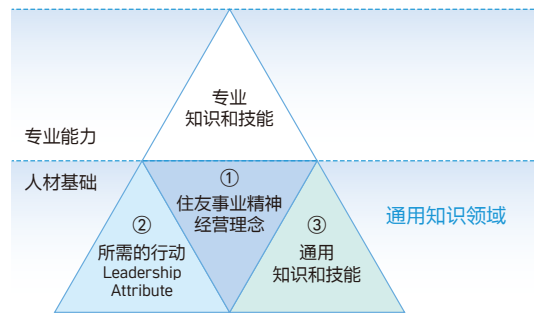 专业
知识和技能
专业能力
人材基础
①
住友事业精神
经营理念
②
所需的行动
Leadership
Attribute
③
通用
知识和技能
通用知识领域